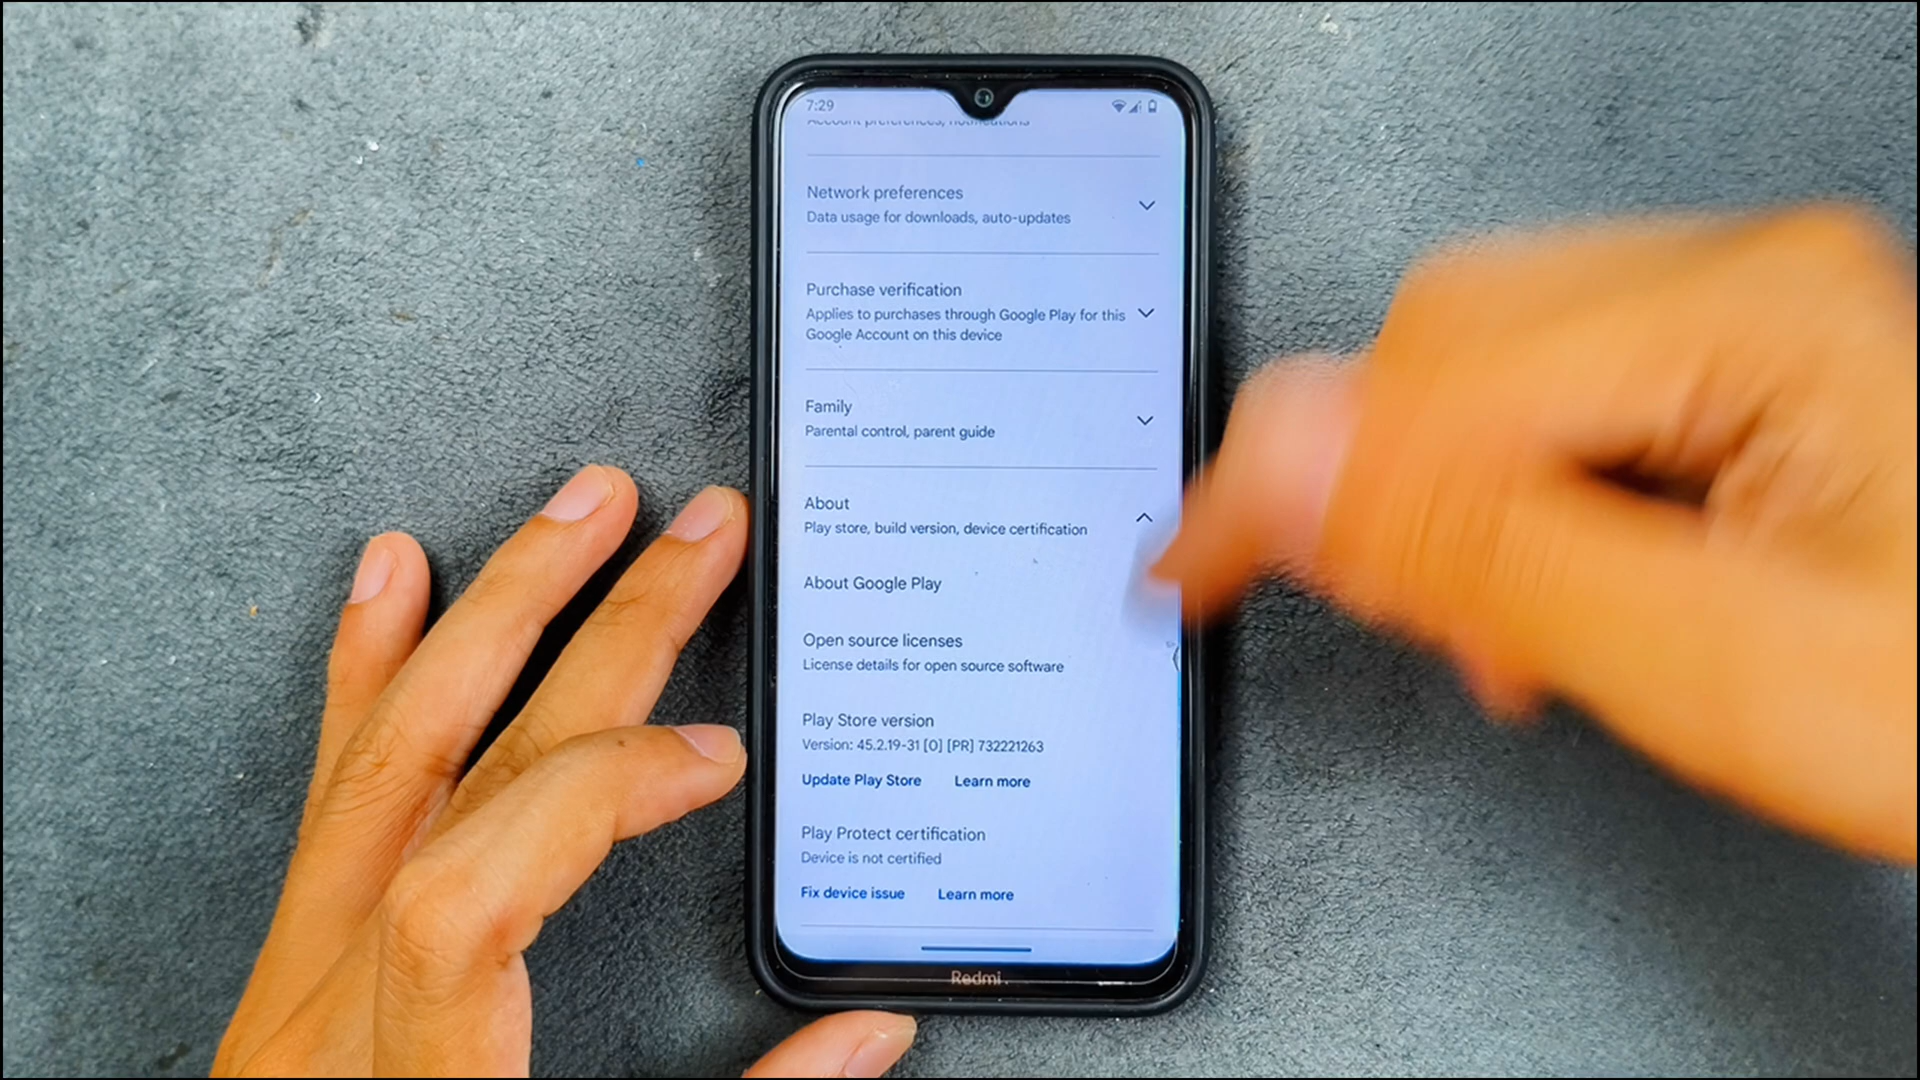 7:29
Account preferences, notifications
Network preferences
Data usage for downloads, auto-updates
Purchase verification
Applies to purchases through Google Play for this
Google Account on this device
Family
Parental control, parent guide
About
Play store, build version, device certification
About Google Play
Open source licenses
License details for open source software
Play Store version
Version: 45.2.19-31 [0] [PR] 732221263
Update Play Store Learn more
Play Protect certification
Device is not certified
Fix device issue Learn more
Redmi